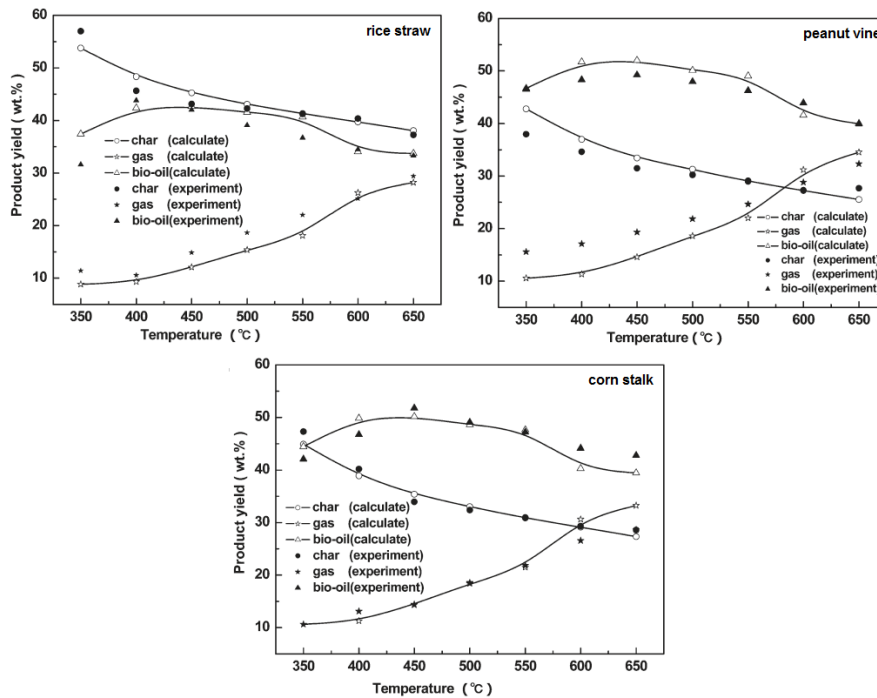 rice straw
Product yield ( wt.% )
60
50
40
30
20
10
char (calculate)
gas (calculate)
bio-oil(calculate)
char (experiment)
gas (experiment)
bio-oil(experiment)
350 400 450 500 550 600 650
Temperature ( ℃ )
peanut vine
Product yield ( wt.% )
60
50
40
30
20
10
char (calculate)
gas (calculate)
bio-oil(calculate)
char (experiment)
gas (experiment)
bio-oil(experiment)
350 400 450 500 550 600 650
Temperature ( ℃ )
corn stalk
Product yield ( wt.% )
60
50
40
30
20
10
char (calculate)
gas (calculate)
bio-oil(calculate)
char (experiment)
gas (experiment)
bio-oil(experiment)
350 400 450 500 550 600 650
Temperature ( ℃ )